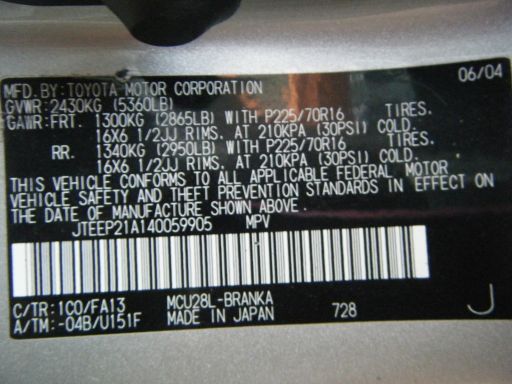 MFD. BY: TOYOTA MOTOR CORPORATION 06/04
GVWR: 2430KG (5360LB)
GAWR: FRT. 1300KG (2865LB) WITH P225/70R16 TIRES.
16X6 1/2JJ RIMS. AT 210KPA (30PSI) COLD.
RR. 1340KG (2950LB) WITH P225/70R16 TIRES.
16X6 1/2JJ RIMS. AT 210KPA (30PSI) COLD.
THIS VEHICLE CONFORMS TO ALL APPLICABLE FEDERAL MOTOR
VEHICLE SAFETY AND THEFT PREVENTION STANDARDS IN EFFECT ON
THE DATE OF MANUFACTURE SHOWN ABOVE.
JTEEP21A140059905 MPV
C/TR: 1C0/FA13 MCU28L-BRANKA
A/TM: -04B/U151F MADE IN JAPAN 728 J